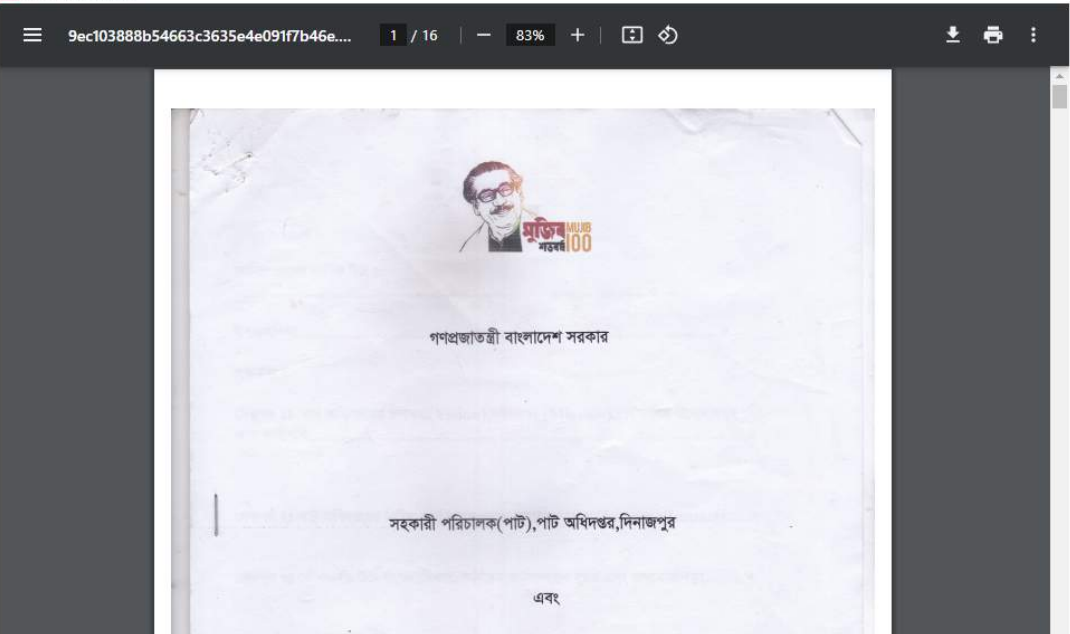 9ec103888b54663c3635e4e091f7b46e.... 1 / 16 83%
মুজিব MUJIB
শতবর্ষ 100
গণপ্রজাতন্ত্রী বাংলাদেশ সরকার
সহকারী পরিচালক(পাট),পাট অধিদপ্তর,দিনাজপুর
এবং